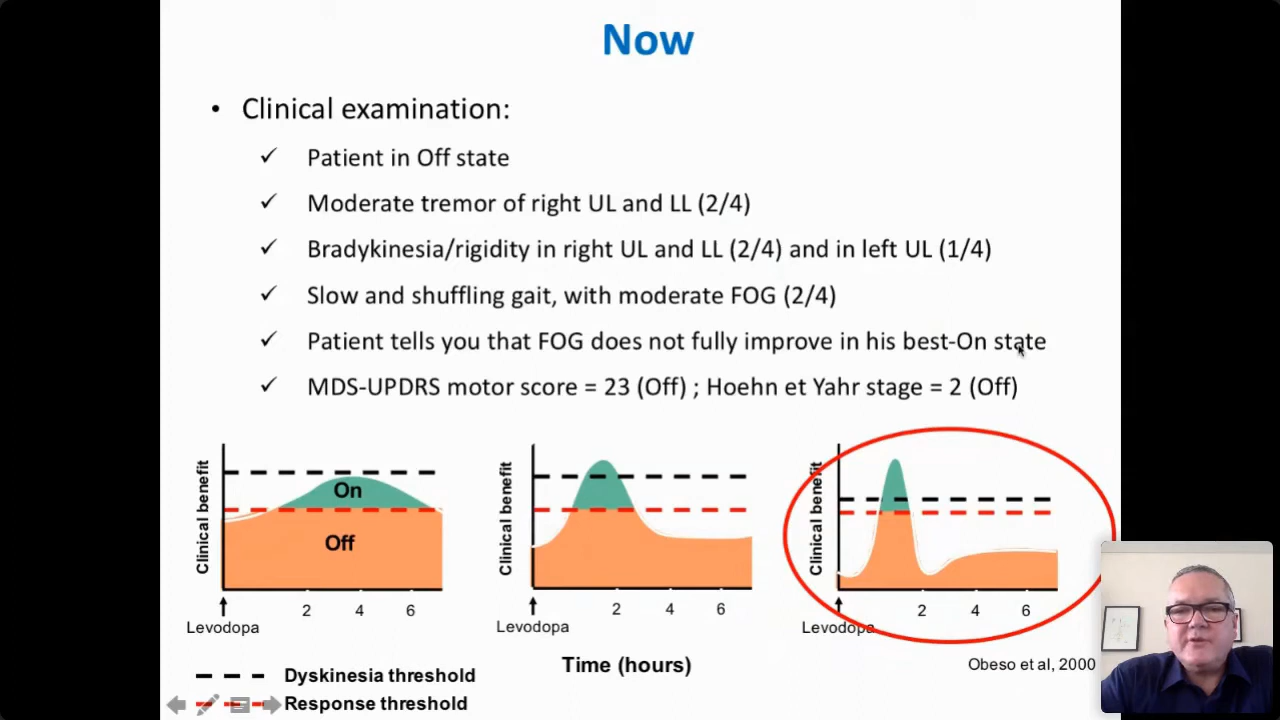 Now
• Clinical examination:
✓ Patient in Off state
✓ Moderate tremor of right UL and LL (2/4)
✓ Bradykinesia/rigidity in right UL and LL (2/4) and in left UL (1/4)
✓ Slow and shuffling gait, with moderate FOG (2/4)
✓ Patient tells you that FOG does not fully improve in his best-On state
✓ MDS-UPDRS motor score = 23 (Off) ; Hoehn et Yahr stage = 2 (Off)
Clinical benefit
On
Off
2 4 6
Levodopa
Clinical benefit
2 4 6
Levodopa
Clinical benefit
2 4 6
Levodopa
Time (hours)
Obeso et al, 2000
Dyskinesia threshold
Response threshold